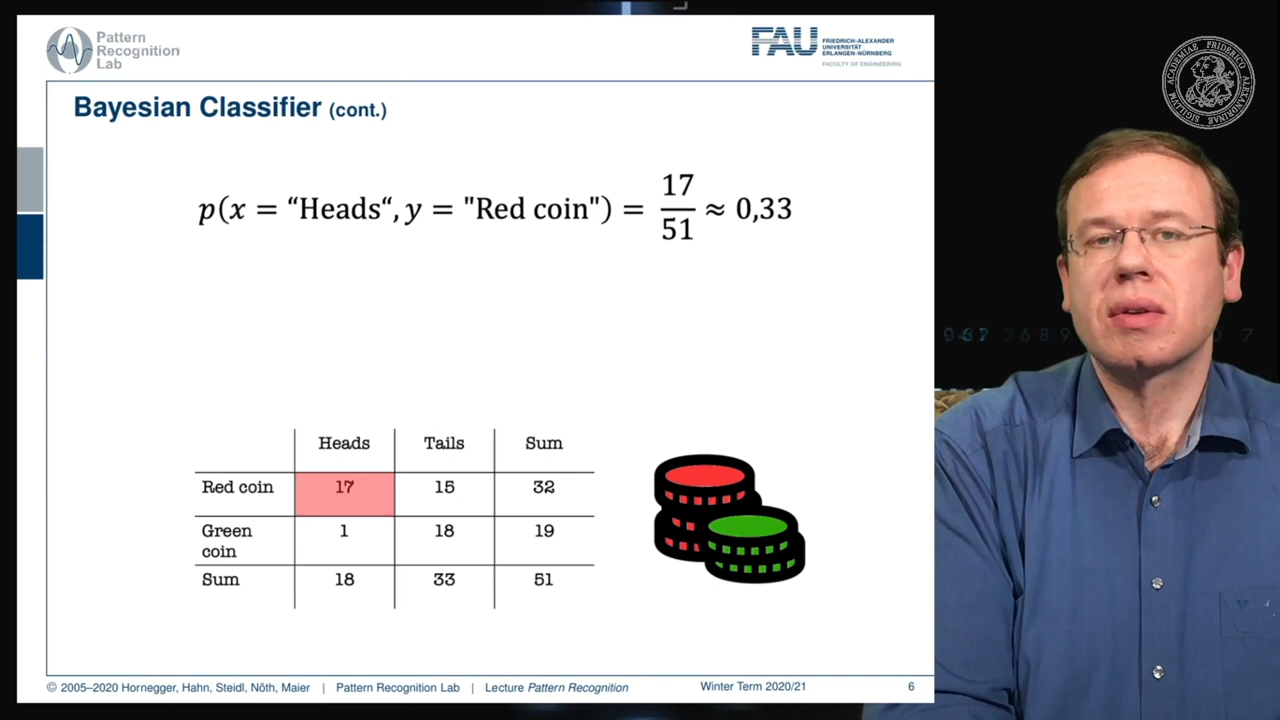 Pattern
Recognition
Lab
FAU
FRIEDRICH-ALEXANDER
UNIVERSITÄT
ERLANGEN-NÜRNBERG
FACULTY OF ENGINEERING
Bayesian Classifier (cont.)
p(x = “Heads“, y = "Red coin") = 17/51 ≈ 0,33
Heads Tails Sum
Red coin 17 15 32
Green coin 1 18 19
Sum 18 33 51
© 2005–2020 Hornegger, Hahn, Steidl, Nöth, Maier | Pattern Recognition Lab | Lecture Pattern Recognition Winter Term 2020/21 6